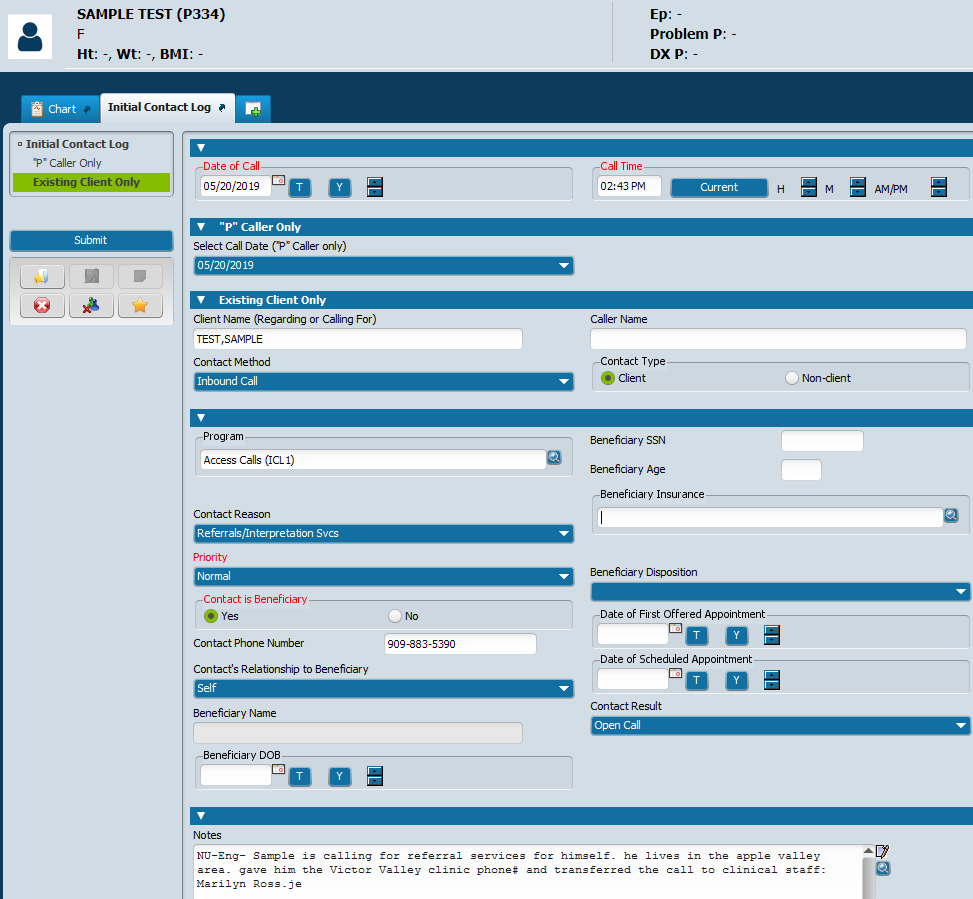 SAMPLE TEST (P334)
F
Ht: -, Wt: -, BMI: -
Ep: -
Problem P: -
DX P: -
Chart
Initial Contact Log
Initial Contact Log
"P" Caller Only
Existing Client Only
Submit
Date of Call
05/20/2019 T Y
Call Time
02:43 PM Current H M AM/PM
"P" Caller Only
Select Call Date ("P" Caller only)
05/20/2019
Existing Client Only
Client Name (Regarding or Calling For)
TEST,SAMPLE
Caller Name
Contact Method
Inbound Call
Contact Type
Client Non-client
Program
Access Calls (ICL1)
Contact Reason
Referrals/Interpretation Svcs
Priority
Normal
Contact is Beneficiary
Yes No
Contact Phone Number 909-883-5390
Contact's Relationship to Beneficiary
Self
Beneficiary Name
Beneficiary DOB
T Y
Beneficiary SSN
Beneficiary Age
Beneficiary Insurance
Beneficiary Disposition
Date of First Offered Appointment
T Y
Date of Scheduled Appointment
T Y
Contact Result
Open Call
Notes
NU-Eng- Sample is calling for referral services for himself. he lives in the apple valley
area. gave him the Victor Valley clinic phone# and transferred the call to clinical staff:
Marilyn Ross.je